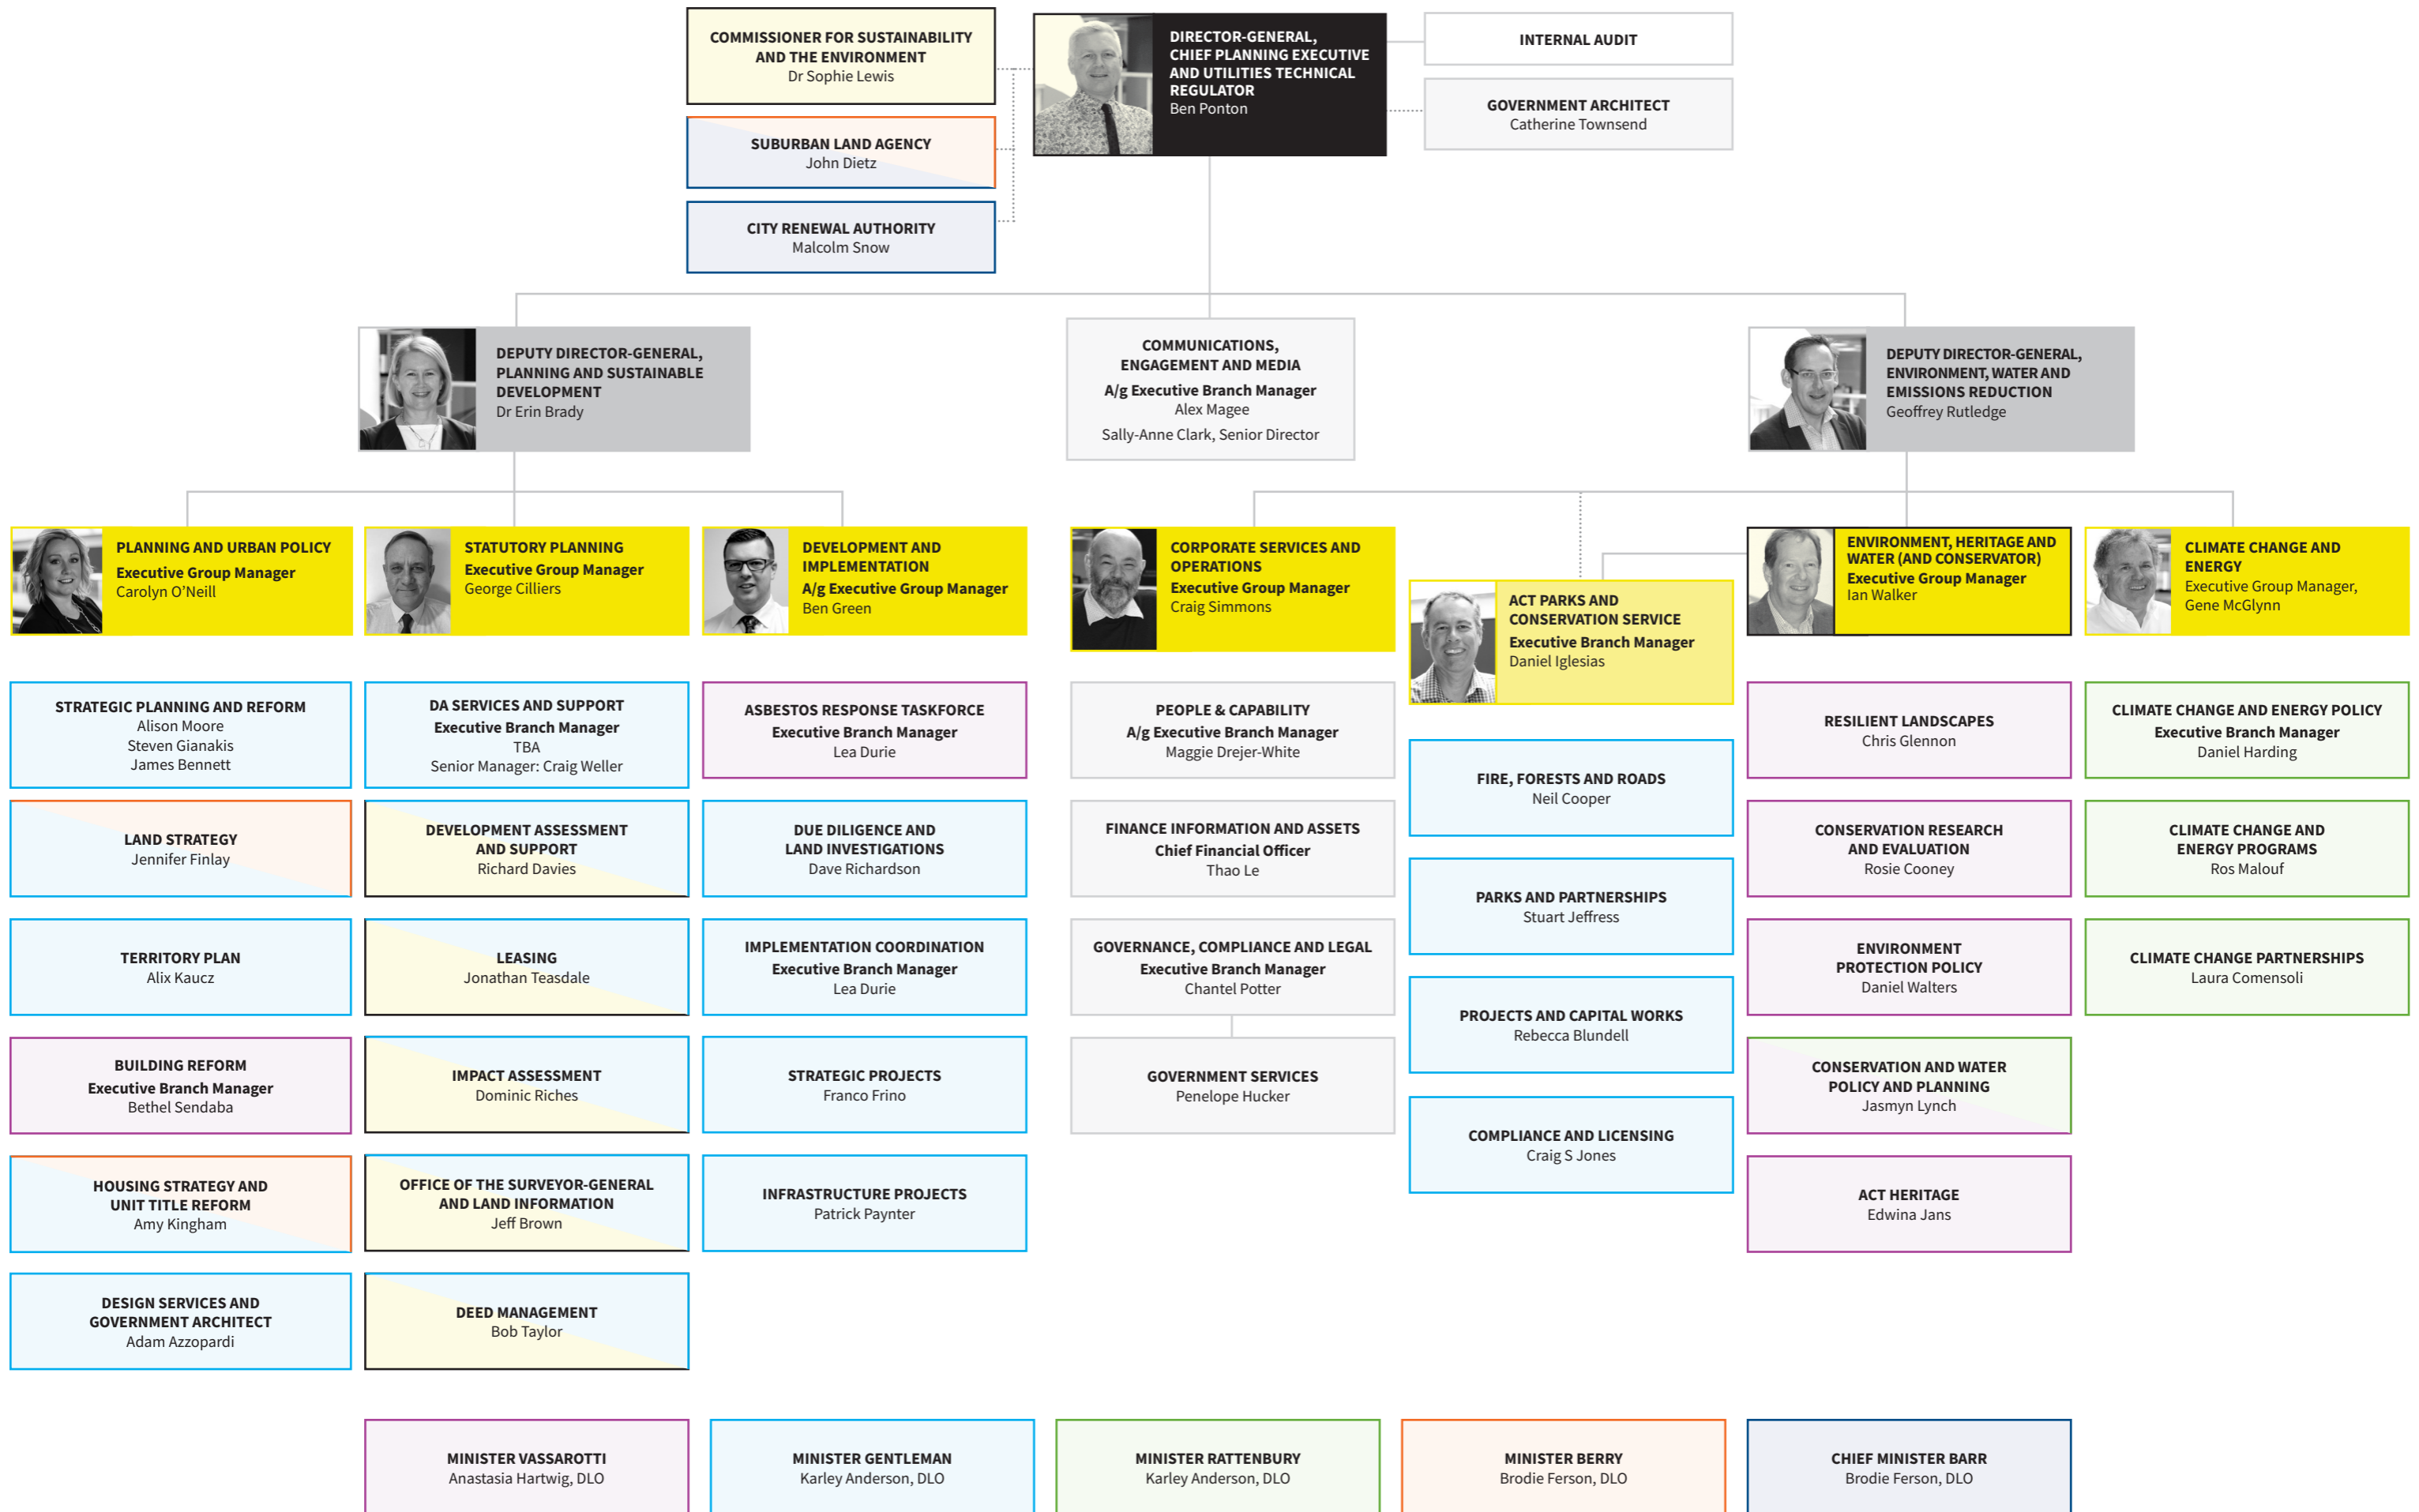 COMMISSIONER FOR SUSTAINABILITY
AND THE ENVIRONMENT
Dr Sophie Lewis
SUBURBAN LAND AGENCY
John Dietz
CITY RENEWAL AUTHORITY
Malcolm Snow
DIRECTOR-GENERAL,
CHIEF PLANNING EXECUTIVE
AND UTILITIES TECHNICAL
REGULATOR
Ben Ponton
INTERNAL AUDIT
GOVERNMENT ARCHITECT
Catherine Townsend
DEPUTY DIRECTOR-GENERAL,
PLANNING AND SUSTAINABLE
DEVELOPMENT
Dr Erin Brady
COMMUNICATIONS,
ENGAGEMENT AND MEDIA
A/g Executive Branch Manager
Alex Magee
Sally-Anne Clark, Senior Director
DEPUTY DIRECTOR-GENERAL,
ENVIRONMENT, WATER AND
EMISSIONS REDUCTION
Geoffrey Rutledge
PLANNING AND URBAN POLICY
Executive Group Manager
Carolyn O'Neill
STRATEGIC PLANNING AND REFORM
Alison Moore
Steven Gianakis
James Bennett
LAND STRATEGY
Jennifer Finlay
TERRITORY PLAN
Alix Kaucz
BUILDING REFORM
Executive Branch Manager
Bethel Sendaba
HOUSING STRATEGY AND
UNIT TITLE REFORM
Amy Kingham
DESIGN SERVICES AND
GOVERNMENT ARCHITECT
Adam Azzopardi
STATUTORY PLANNING
Executive Group Manager
George Cilliers
DA SERVICES AND SUPPORT
Executive Branch Manager
TBA
Senior Manager: Craig Weller
DEVELOPMENT ASSESSMENT
AND SUPPORT
Richard Davies
LEASING
Jonathan Teasdale
IMPACT ASSESSMENT
Dominic Riches
OFFICE OF THE SURVEYOR-GENERAL
AND LAND INFORMATION
Jeff Brown
DEED MANAGEMENT
Bob Taylor
DEVELOPMENT AND
IMPLEMENTATION
A/g Executive Group Manager
Ben Green
ASBESTOS RESPONSE TASKFORCE
Executive Branch Manager
Lea Durie
DUE DILIGENCE AND
LAND INVESTIGATIONS
Dave Richardson
IMPLEMENTATION COORDINATION
Executive Branch Manager
Lea Durie
STRATEGIC PROJECTS
Franco Frino
INFRASTRUCTURE PROJECTS
Patrick Paynter
CORPORATE SERVICES AND
OPERATIONS
Executive Group Manager
Craig Simmons
PEOPLE & CAPABILITY
A/g Executive Branch Manager
Maggie Drejer-White
FINANCE INFORMATION AND ASSETS
Chief Financial Officer
Thao Le
GOVERNANCE, COMPLIANCE AND LEGAL
Executive Branch Manager
Chantel Potter
GOVERNMENT SERVICES
Penelope Hucker
ACT PARKS AND
CONSERVATION SERVICE
Executive Branch Manager
Daniel Iglesias
FIRE, FORESTS AND ROADS
Neil Cooper
PARKS AND PARTNERSHIPS
Stuart Jeffress
PROJECTS AND CAPITAL WORKS
Rebecca Blundell
COMPLIANCE AND LICENSING
Craig S Jones
ENVIRONMENT, HERITAGE AND
WATER (AND CONSERVATOR)
Executive Group Manager
Ian Walker
RESILIENT LANDSCAPES
Chris Glennon
CONSERVATION RESEARCH
AND EVALUATION
Rosie Cooney
ENVIRONMENT
PROTECTION POLICY
Daniel Walters
CONSERVATION AND WATER
POLICY AND PLANNING
Jasmyn Lynch
ACT HERITAGE
Edwina Jans
CLIMATE CHANGE AND
ENERGY
Executive Group Manager,
Gene McGlynn
CLIMATE CHANGE AND ENERGY POLICY
Executive Branch Manager
Daniel Harding
CLIMATE CHANGE AND
ENERGY PROGRAMS
Ros Malouf
CLIMATE CHANGE PARTNERSHIPS
Laura Comensoli
MINISTER VASSAROTTI
Anastasia Hartwig, DLO
MINISTER GENTLEMAN
Karley Anderson, DLO
MINISTER RATTENBURY
Karley Anderson, DLO
MINISTER BERRY
Brodie Ferson, DLO
CHIEF MINISTER BARR
Brodie Ferson, DLO